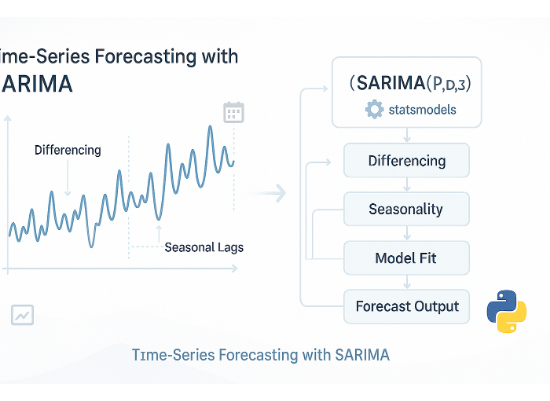 ime-Series Forecasting with
ARIMA
Differencing
Seasonal Lags
(SARIMA(P,D,3)
statsmodels
Differencing
Seasonality
Model Fit
Forecast Output
Tıme-Series Forecasting with SARIMA